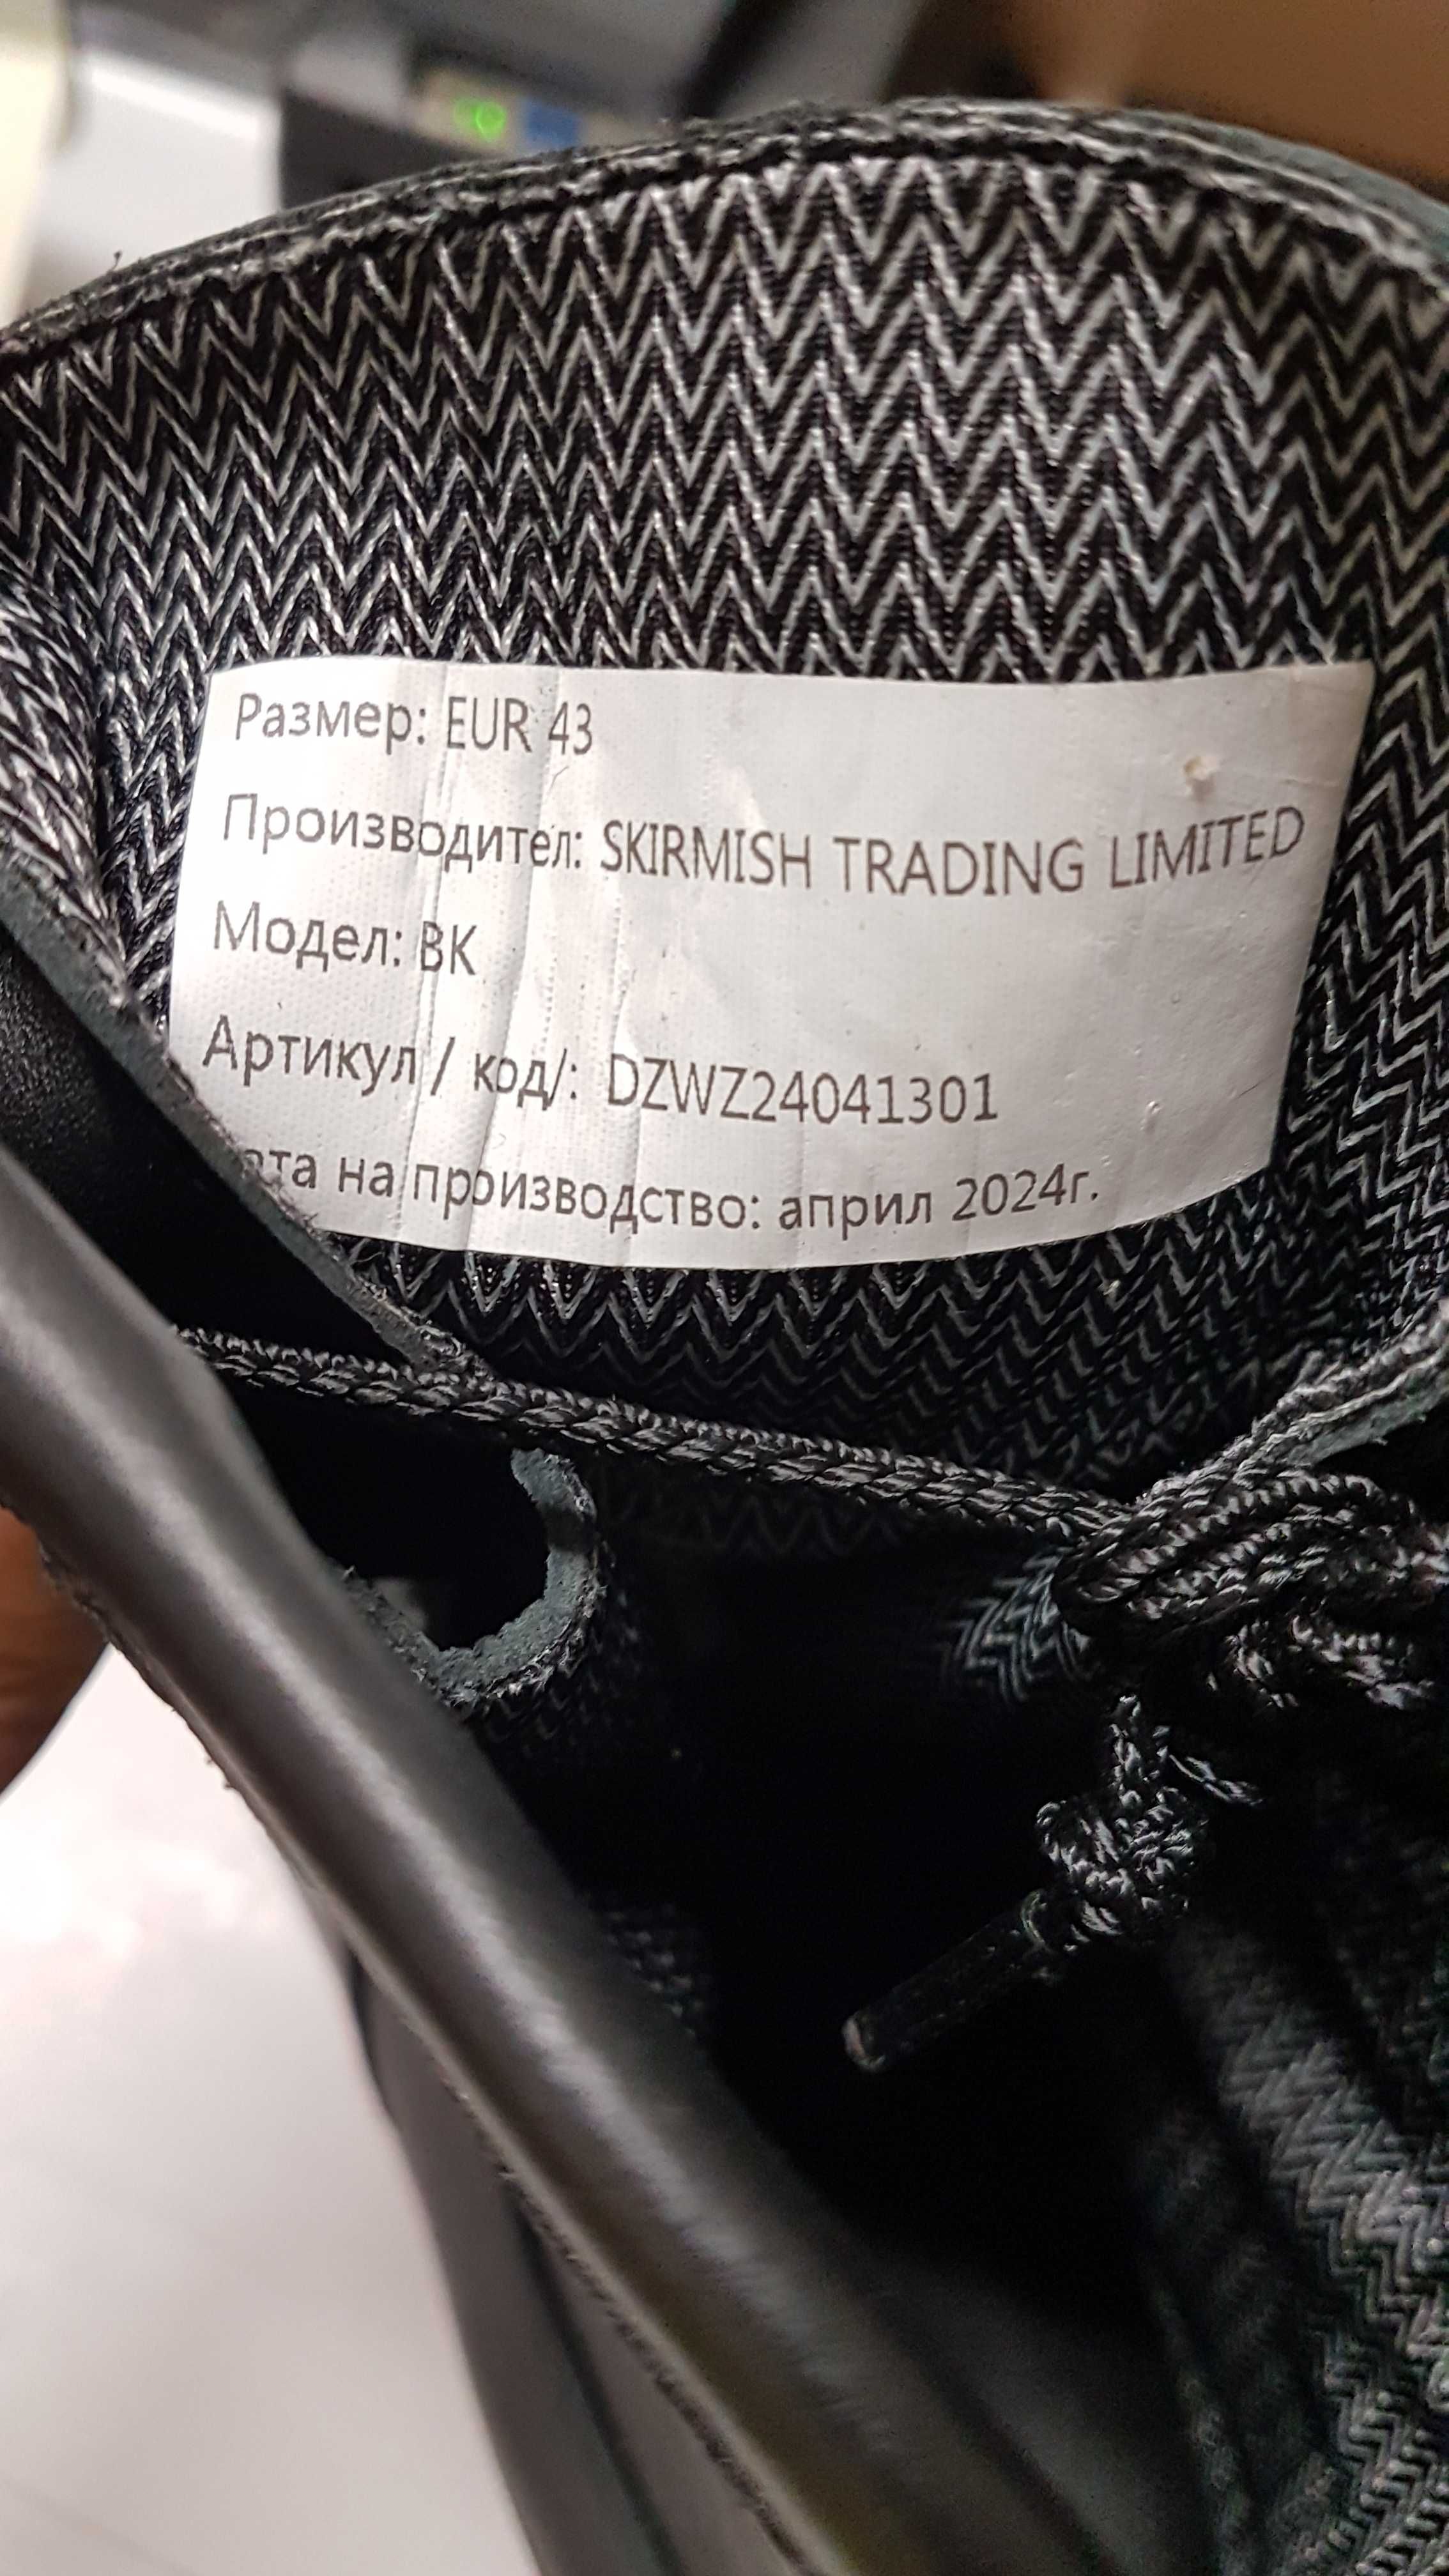 Размер: EUR 43
Производител: SKIRMISH TRADING LIMITED
Модел: BK
Артикул / код/: DZWZ24041301
ата на производство: април 2024г.